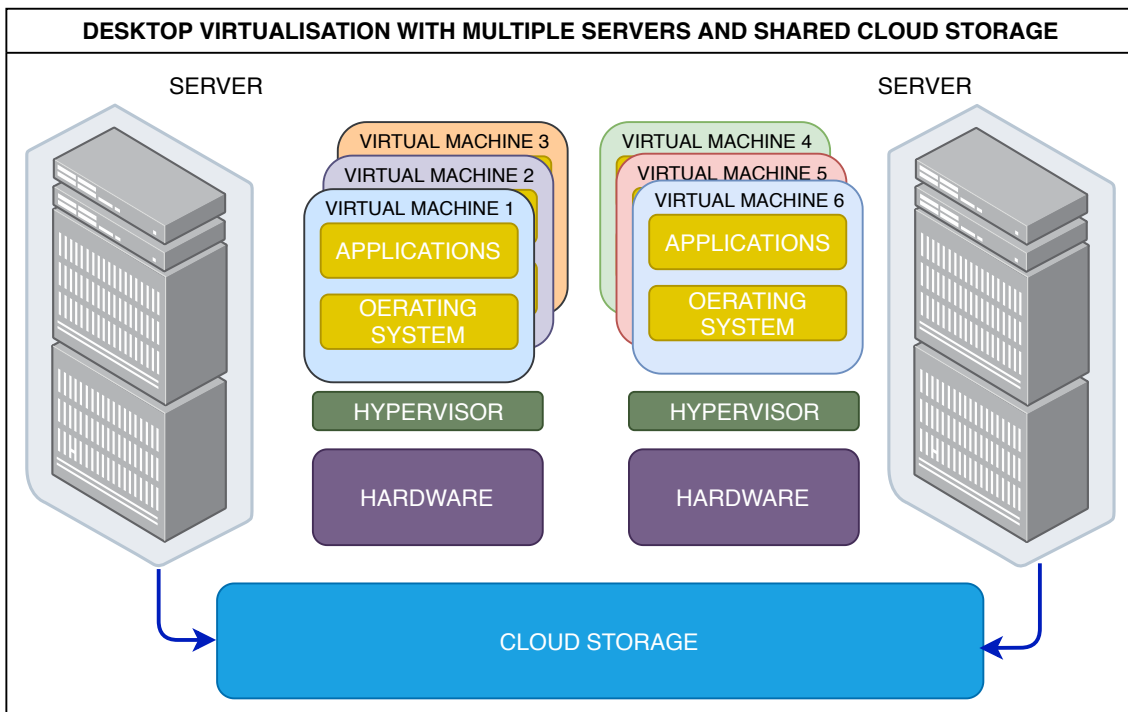 DESKTOP VIRTUALISATION WITH MULTIPLE SERVERS AND SHARED CLOUD STORAGE
SERVER
SERVER
VIRTUAL MACHINE 3
VIRTUAL MACHINE 2
VIRTUAL MACHINE 1
APPLICATIONS
OERATING
SYSTEM
VIRTUAL MACHINE 4
VIRTUAL MACHINE 5
VIRTUAL MACHINE 6
APPLICATIONS
OERATING
SYSTEM
HYPERVISOR
HYPERVISOR
HARDWARE
HARDWARE
CLOUD STORAGE